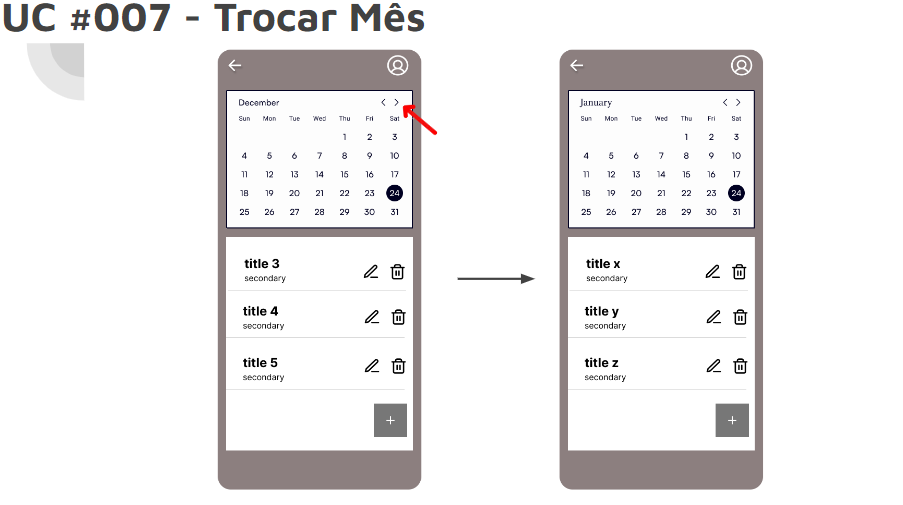 UC #007 - Trocar Mês
December
Sun Mon Tue Wed Thu Fri Sat
1 2 3
4 5 6 7 8 9 10
11 12 13 14 15 16 17
18 19 20 21 22 23 24
25 26 27 28 29 30 31
title 3
secondary
title 4
secondary
title 5
secondary
+
January
Sun Mon Tue Wed Thu Fri Sat
1 2 3
4 5 6 7 8 9 10
11 12 13 14 15 16 17
18 19 20 21 22 23 24
25 26 27 28 29 30 31
title x
secondary
title y
secondary
title z
secondary
+